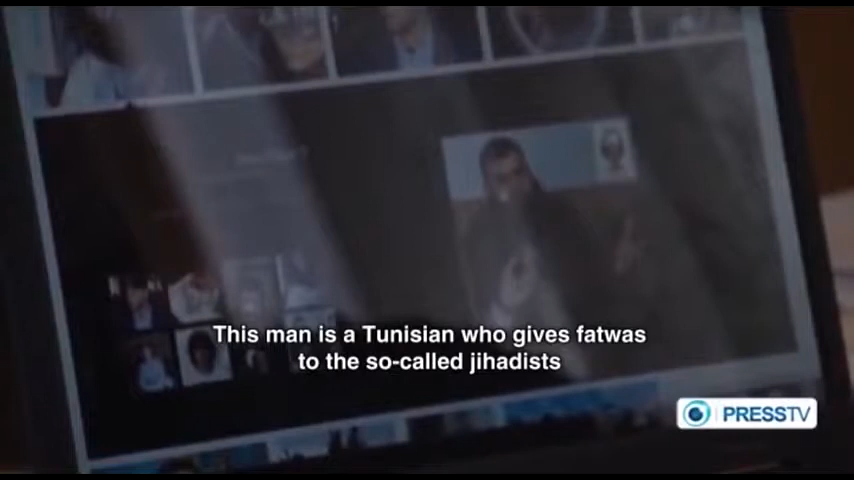 This man is a Tunisian who gives fatwas
to the so-called jihadists
PRESSTV